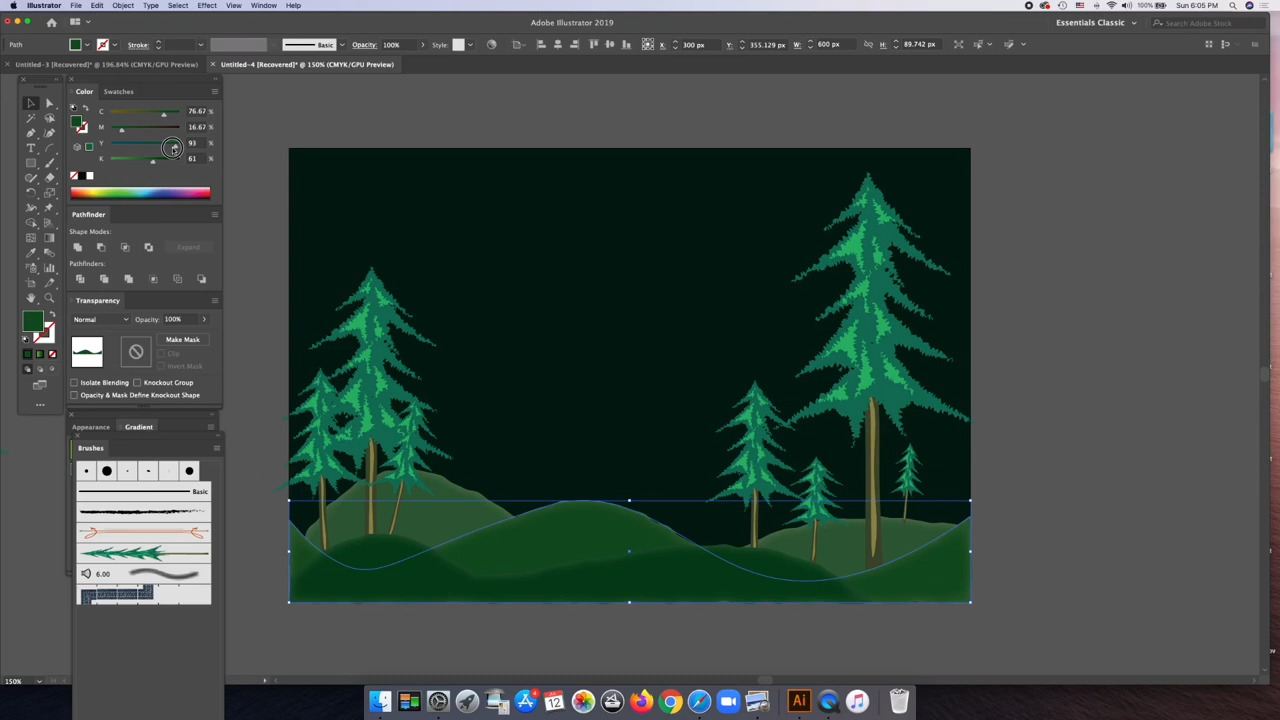 Illustrator File Edit Object Type Select Effect View Window Help 100% Sun 6:05 PM
Adobe Illustrator 2019 Essentials Classic Search Adobe Stock
Path Stroke: Basic Opacity: 100% Style: X: 300 px Y: 355.129 px W: 600 px H: 89.742 px
× Untitled-3 [Recovered]* @ 196.84% (CMYK/GPU Preview) × Untitled-4 [Recovered]* @ 150% (CMYK/GPU Preview)
Color Swatches
C 76.67 %
M 16.67 %
Y 93 %
K 61 %
Pathfinder
Shape Modes:
Expand
Pathfinders:
Transparency
Normal Opacity: 100%
Make Mask
Clip
Invert Mask
Isolate Blending Knockout Group
Opacity & Mask Define Knockout Shape
Appearance Gradient
Brushes
Basic
6.00
150%
4
JUL
12
Ai